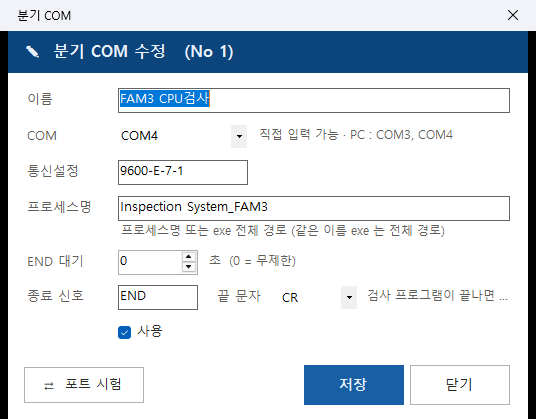 분기 COM
분기 COM 수정 (No 1)
이름 FAM3 CPU검사
COM COM4 직접 입력 가능 · PC : COM3, COM4
통신설정 9600-E-7-1
프로세스명 Inspection System_FAM3
프로세스명 또는 exe 전체 경로 (같은 이름 exe 는 전체 경로)
END 대기 0 초 (0 = 무제한)
종료 신호 END 끝 문자 CR 검사 프로그램이 끝나면 ...
사용
포트 시험 저장 닫기